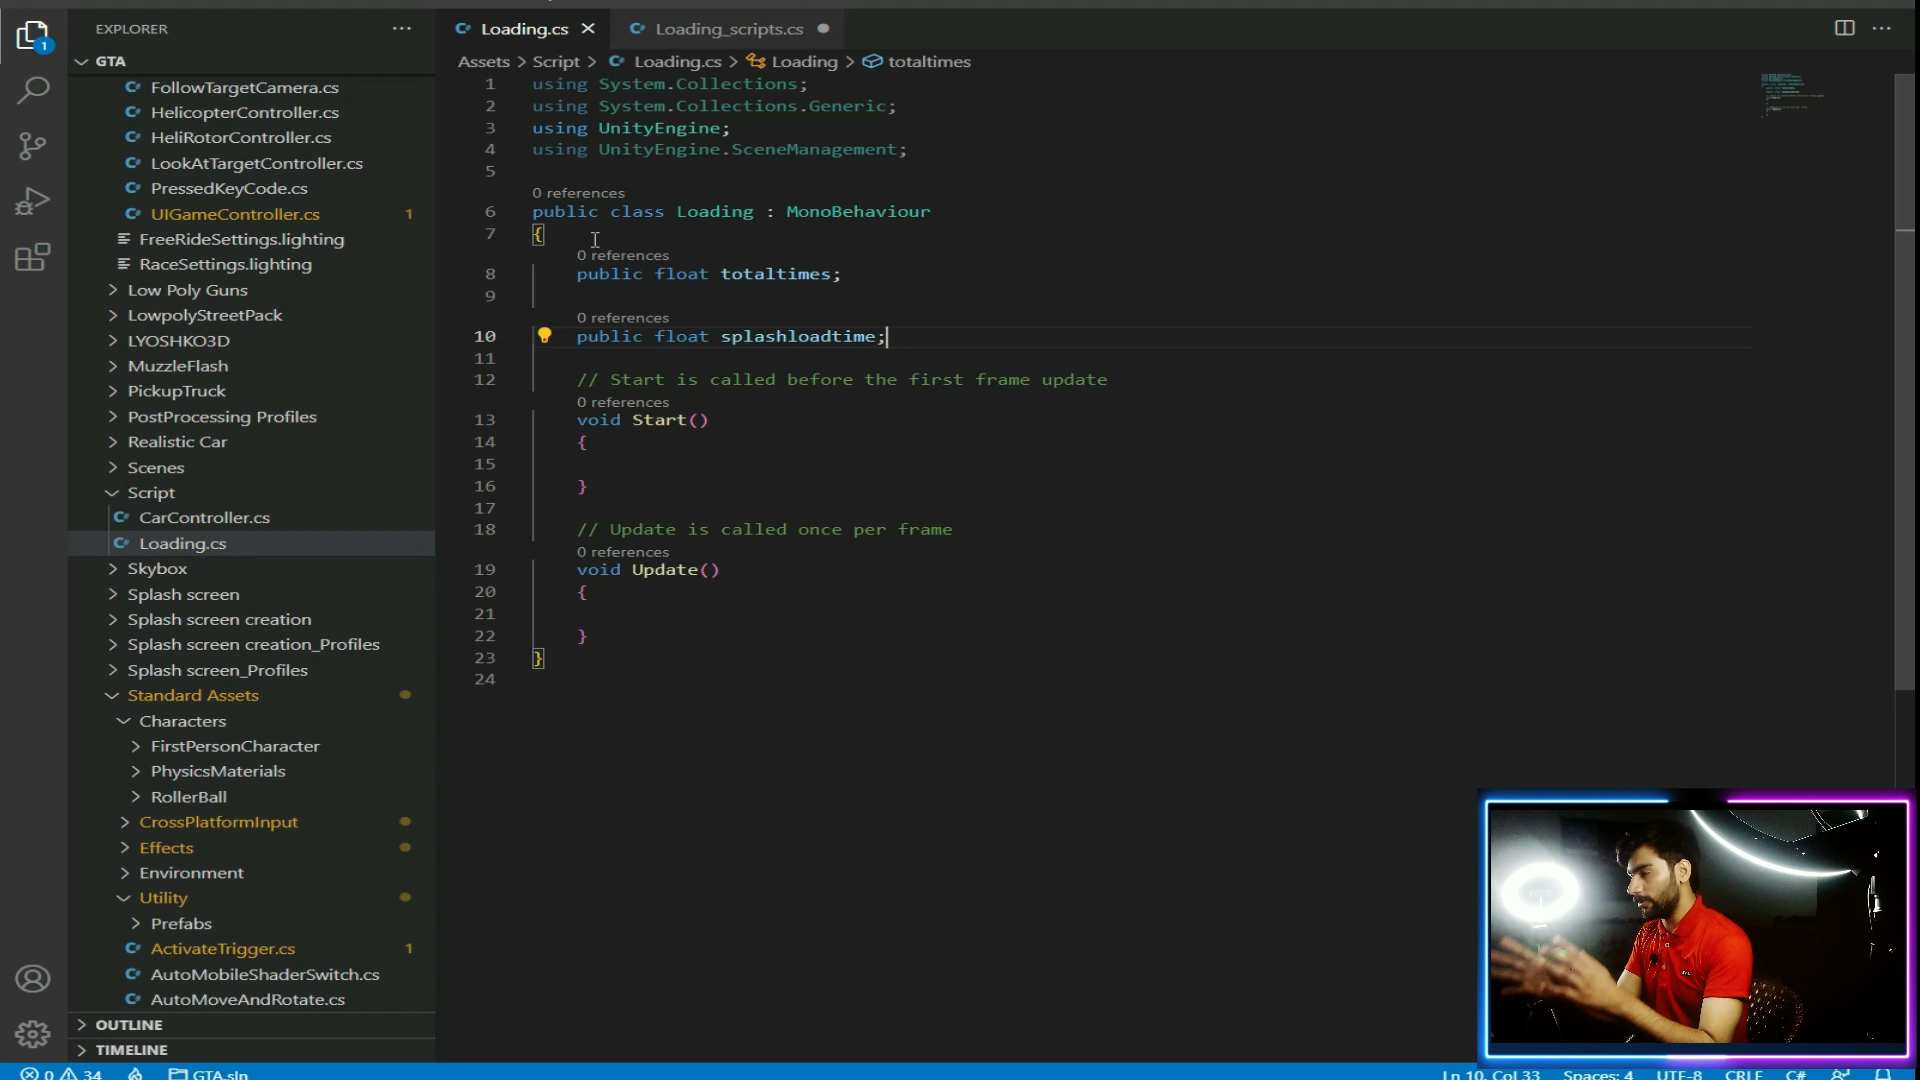 EXPLORER
GTA
FollowTargetCamera.cs
HelicopterController.cs
HeliRotorController.cs
LookAtTargetController.cs
PressedKeyCode.cs
UIGameController.cs 1
FreeRideSettings.lighting
RaceSettings.lighting
Low Poly Guns
LowpolyStreetPack
LYOSHKO3D
MuzzleFlash
PickupTruck
PostProcessing Profiles
Realistic Car
Scenes
Script
CarController.cs
Loading.cs
Skybox
Splash screen
Splash screen creation
Splash screen creation_Profiles
Splash screen_Profiles
Standard Assets
Characters
FirstPersonCharacter
PhysicsMaterials
RollerBall
CrossPlatformInput
Effects
Environment
Utility
Prefabs
ActivateTrigger.cs 1
AutoMobileShaderSwitch.cs
AutoMoveAndRotate.cs
OUTLINE
TIMELINE
Loading.cs
Loading_scripts.cs
Assets > Script > Loading.cs > Loading > totaltimes
1 using System.Collections;
2 using System.Collections.Generic;
3 using UnityEngine;
4 using UnityEngine.SceneManagement;
5
0 references
6 public class Loading : MonoBehaviour
7 {
0 references
8 public float totaltimes;
9
0 references
10 public float splashloadtime;
11
12 // Start is called before the first frame update
0 references
13 void Start()
14 {
15
16 }
17
18 // Update is called once per frame
0 references
19 void Update()
20 {
21
22 }
23 }
24
1
0 34 GTA.sln
Ln 10, Col 33 Spaces: 4 UTF-8 CRLF C#